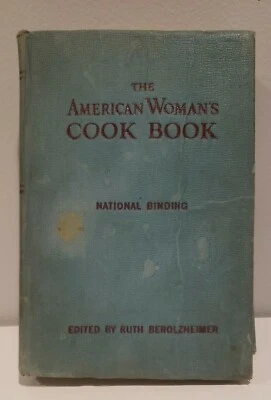 THE
AMERICAN WOMAN'S
COOK BOOK
NATIONAL BINDING
EDITED BY RUTH BEROLZHEIMER